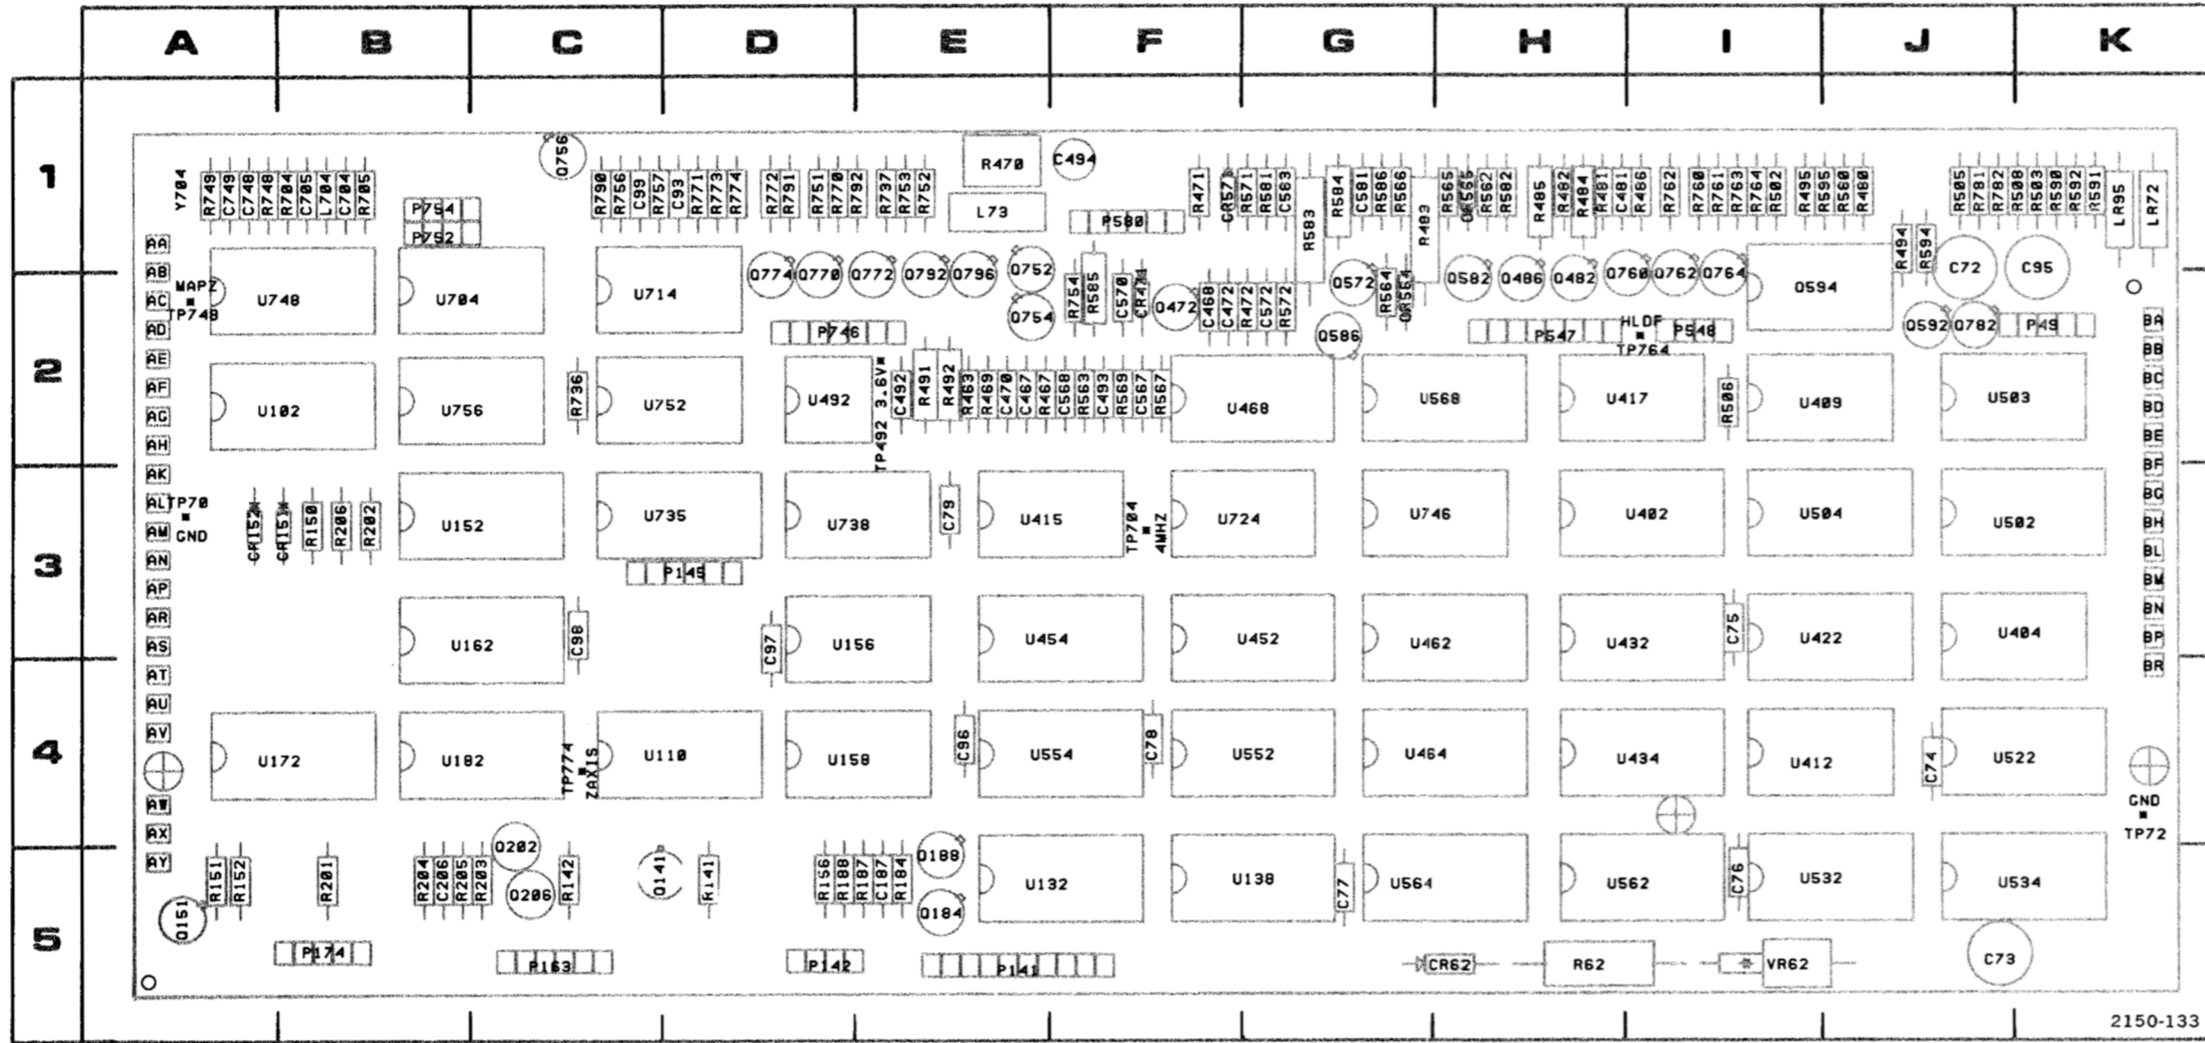 A B C D E F G H I J K
1
Q756 R470 C494
Y704 R749 C749 C748 R748 R704 C705 L704 C704 R705 P754 P752 R790 R756 C99 R757 C93 R771 R773 R774 R772 R791 R751 R770 R792 R737 R753 R752 L73 P580 R471 R571 R581 C583 R583 R584 C581 R586 R566 R403 R565 CR565 R562 R582 R485 C482 R484 R481 C481 R486 R762 R760 R761 R763 R764 R502 R495 R595 R560 R480 R505 R781 R782 R508 R503 R590 R592 R591 LR95 LR72
R494 R594
AA
AB Q774 Q770 Q772 Q792 Q796 Q752 Q572 Q582 Q486 Q482 Q760 Q762 Q764 C72 C95
MAPZ
AC U748 U704 U714 R754 R585 C570 CR471 Q472 C468 C472 R472 C572 R572 R564 CR564 Q594
TP748 Q754
AD P746 Q586 P547 HLDF P548 Q592 Q782 P49 BA
TP764
2
AE BB
AF BC
AG U102 U756 R736 U752 U492 TP492 3.6V C492 R491 R492 R463 R469 C470 C467 R467 C568 R563 C493 R569 C567 R567 U468 U568 U417 R506 U409 U503 BD
AH BE
AK BF
AL TP70 BG
AM GND CR152 CR151 R150 R206 R202 U152 U735 U738 C79 U415 TP704 4MHZ U724 U746 U402 U504 U502 BH
AN BL
3
P145
AP BM
AR BN
AS U162 C98 C97 U156 U454 U452 U462 U432 C75 U422 U404 BP
AT BR
AU
AV
4
U172 U182 TP774 ZAXIS U110 U158 C96 U554 C78 U552 U464 U434 U412 C74 U522
AW GND
AX TP72
AY R151 R152 R201 R204 C206 R205 R203 Q202 Q206 R142 Q141 R141 R156 R188 R187 C187 R184 Q188 Q184 U132 U138 C77 U564 U562 C76 U532 U534
Q151
5
P174 P163 P142 P141 CR62 R62 VR62 C73
2150-133